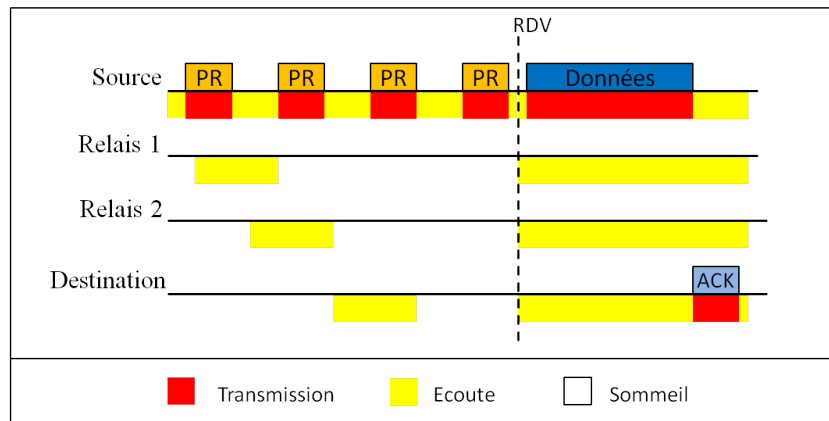 RDV
Source PR PR PR PR Données
Relais 1
Relais 2
Destination ACK
Transmission Ecoute Sommeil